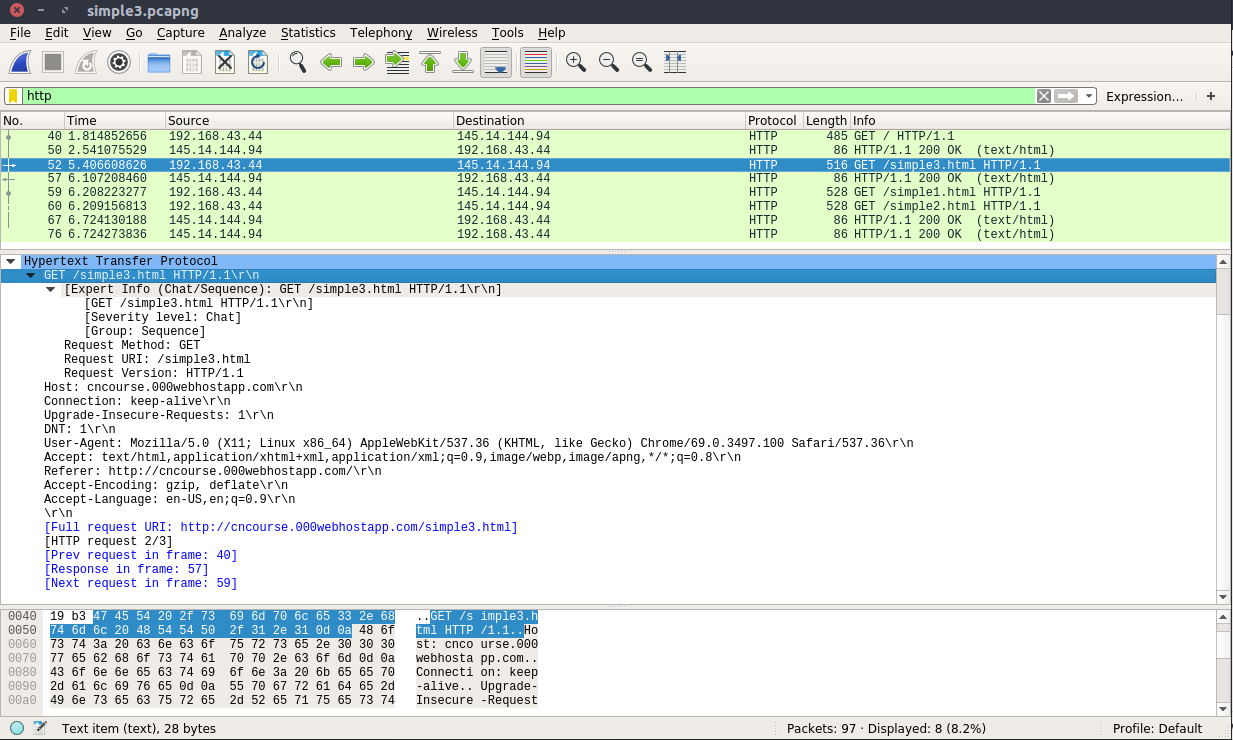 simple3.pcapng
File Edit View Go Capture Analyze Statistics Telephony Wireless Tools Help
http Expression... +
No. Time Source Destination Protocol Length Info
40 1.814852656 192.168.43.44 145.14.144.94 HTTP 485 GET / HTTP/1.1
50 2.541075529 145.14.144.94 192.168.43.44 HTTP 86 HTTP/1.1 200 OK (text/html)
52 5.406608626 192.168.43.44 145.14.144.94 HTTP 516 GET /simple3.html HTTP/1.1
57 6.107208460 145.14.144.94 192.168.43.44 HTTP 86 HTTP/1.1 200 OK (text/html)
59 6.208223277 192.168.43.44 145.14.144.94 HTTP 528 GET /simple1.html HTTP/1.1
60 6.209156813 192.168.43.44 145.14.144.94 HTTP 528 GET /simple2.html HTTP/1.1
67 6.724130188 145.14.144.94 192.168.43.44 HTTP 86 HTTP/1.1 200 OK (text/html)
76 6.724273836 145.14.144.94 192.168.43.44 HTTP 86 HTTP/1.1 200 OK (text/html)
Hypertext Transfer Protocol
GET /simple3.html HTTP/1.1\r\n
[Expert Info (Chat/Sequence): GET /simple3.html HTTP/1.1\r\n]
[GET /simple3.html HTTP/1.1\r\n]
[Severity level: Chat]
[Group: Sequence]
Request Method: GET
Request URI: /simple3.html
Request Version: HTTP/1.1
Host: cncourse.000webhostapp.com\r\n
Connection: keep-alive\r\n
Upgrade-Insecure-Requests: 1\r\n
DNT: 1\r\n
User-Agent: Mozilla/5.0 (X11; Linux x86_64) AppleWebKit/537.36 (KHTML, like Gecko) Chrome/69.0.3497.100 Safari/537.36\r\n
Accept: text/html,application/xhtml+xml,application/xml;q=0.9,image/webp,image/apng,*/*;q=0.8\r\n
Referer: http://cncourse.000webhostapp.com/\r\n
Accept-Encoding: gzip, deflate\r\n
Accept-Language: en-US,en;q=0.9\r\n
\r\n
[Full request URI: http://cncourse.000webhostapp.com/simple3.html]
[HTTP request 2/3]
[Prev request in frame: 40]
[Response in frame: 57]
[Next request in frame: 59]
0040 19 b3 47 45 54 20 2f 73 69 6d 70 6c 65 33 2e 68 ..GET /s imple3.h
0050 74 6d 6c 20 48 54 54 50 2f 31 2e 31 0d 0a 48 6f tml HTTP /1.1..Ho
0060 73 74 3a 20 63 6e 63 6f 75 72 73 65 2e 30 30 30 st: cnco urse.000
0070 77 65 62 68 6f 73 74 61 70 70 2e 63 6f 6d 0d 0a webhosta pp.com..
0080 43 6f 6e 6e 65 63 74 69 6f 6e 3a 20 6b 65 65 70 Connecti on: keep
0090 2d 61 6c 69 76 65 0d 0a 55 70 67 72 61 64 65 2d -alive.. Upgrade-
00a0 49 6e 73 65 63 75 72 65 2d 52 65 71 75 65 73 74 Insecure -Request
Text item (text), 28 bytes Packets: 97 · Displayed: 8 (8.2%) Profile: Default